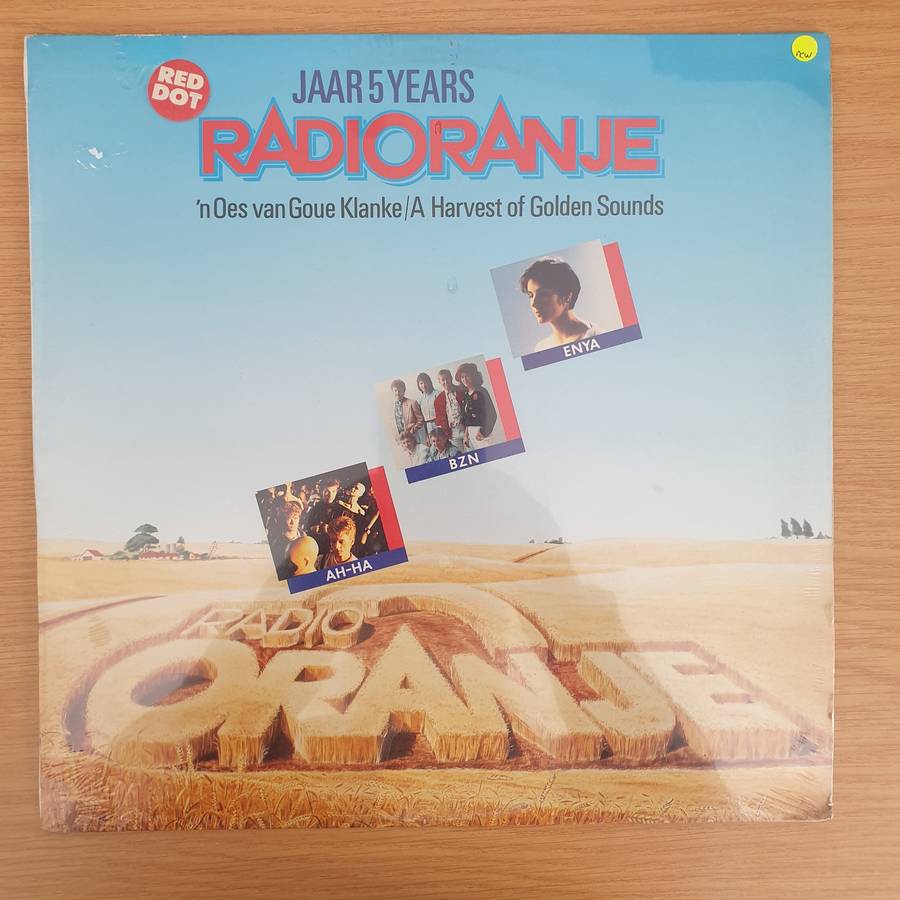 RED
DOT
new
JAAR 5 YEARS
RADIORANJE
'n Oes van Goue Klanke/A Harvest of Golden Sounds
ENYA
BZN
AH-HA
RADIO
ORANJE